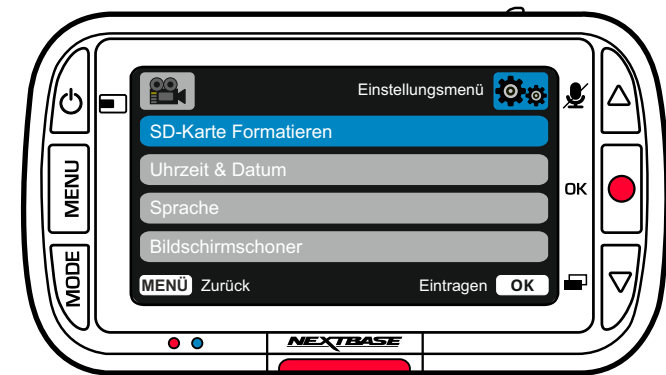 Einstellungsmenü
SD-Karte Formatieren
Uhrzeit & Datum
Sprache
Bildschirmschoner
MENÜ Zurück Eintragen OK
MENU
MODE
OK
NEXTBASE